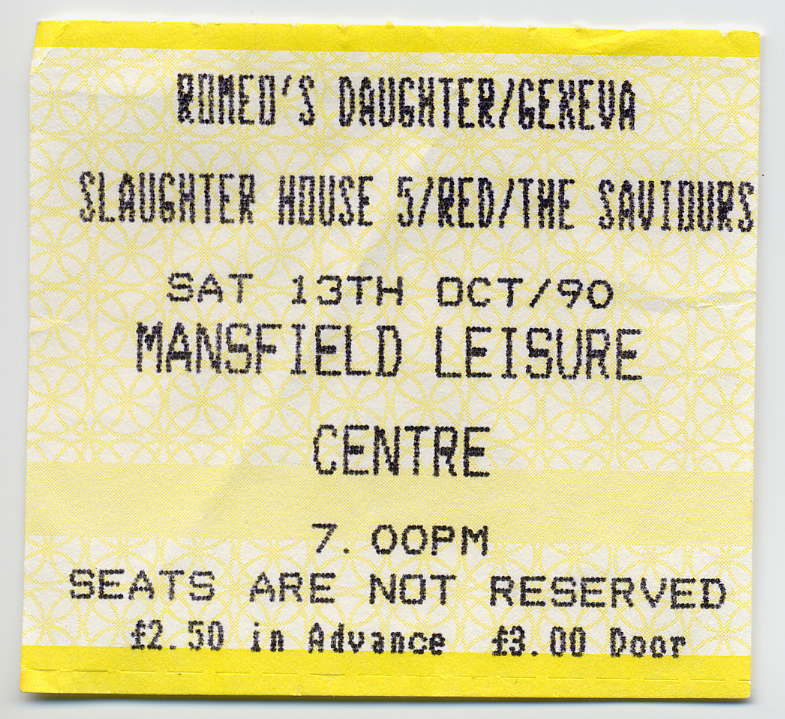 ROMEO'S DAUGHTER/GENEVA
SLAUGHTER HOUSE 5/RED/THE SAVIOURS
SAT 13TH OCT/90
MANSFIELD LEISURE
CENTRE
7.00PM
SEATS ARE NOT RESERVED
£2.50 in Advance £3.00 Door